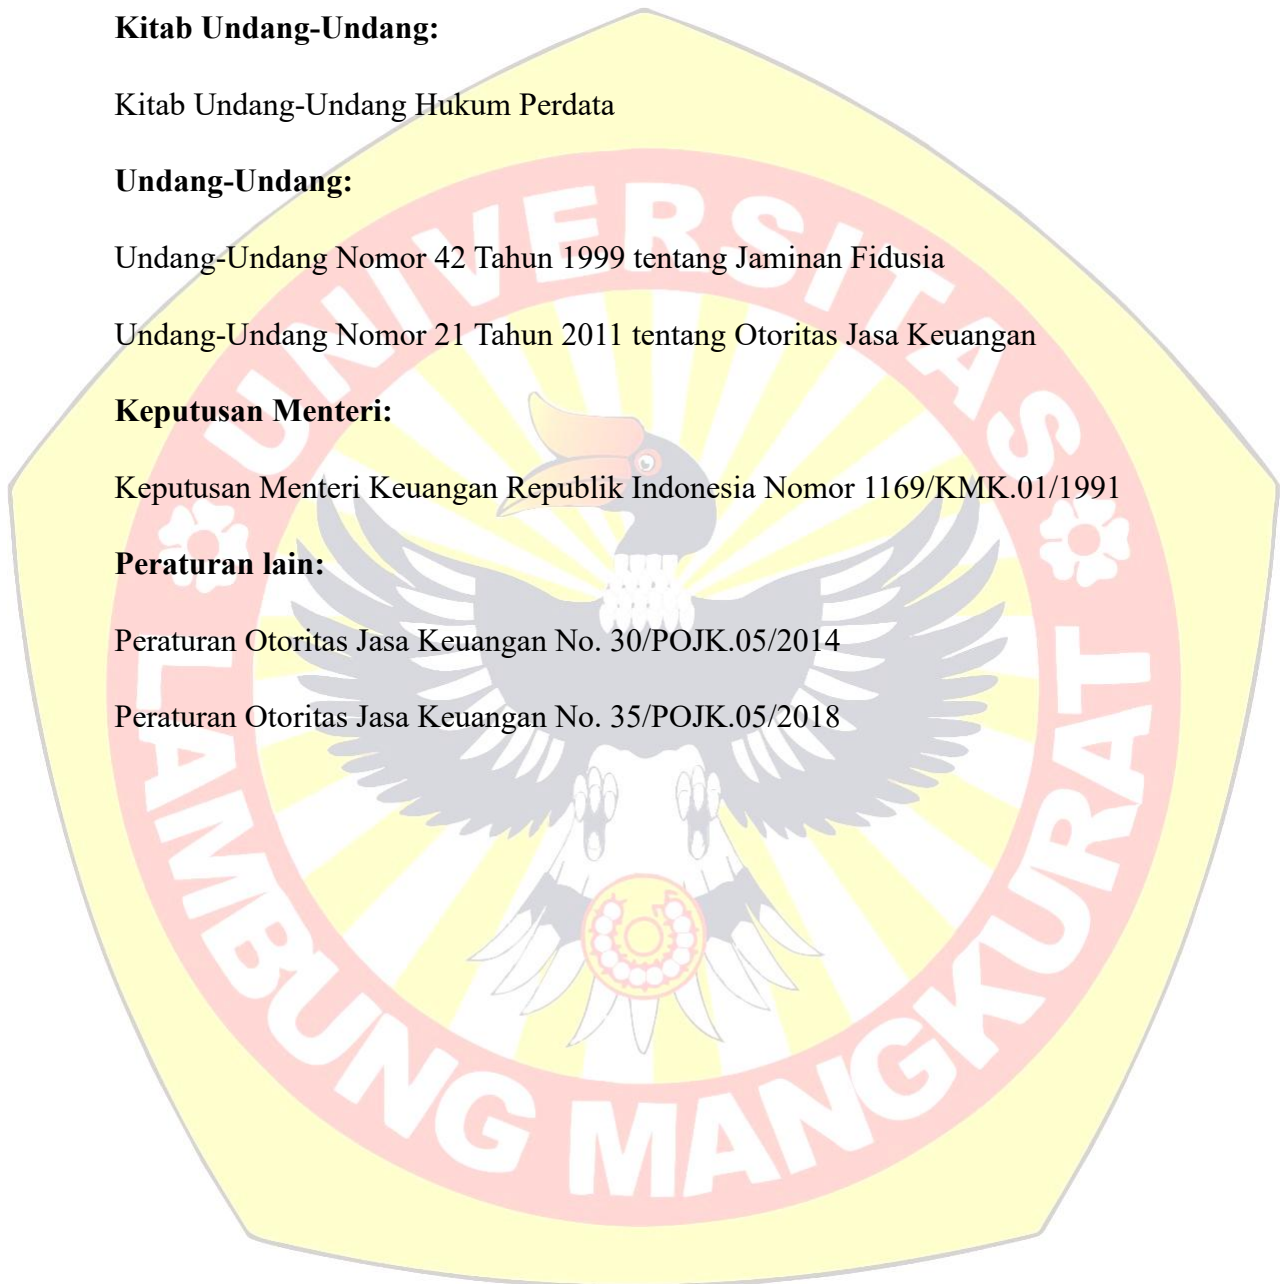 Kitab Undang-Undang:
Kitab Undang-Undang Hukum Perdata
Undang-Undang:
Undang-Undang Nomor 42 Tahun 1999 tentang Jaminan Fidusia
Undang-Undang Nomor 21 Tahun 2011 tentang Otoritas Jasa Keuangan
Keputusan Menteri:
Keputusan Menteri Keuangan Republik Indonesia Nomor 1169/KMK.01/1991
Peraturan lain:
Peraturan Otoritas Jasa Keuangan No. 30/POJK.05/2014
Peraturan Otoritas Jasa Keuangan No. 35/POJK.05/2018
UNIVERSITAS
LAMBUNG MANGKURAT